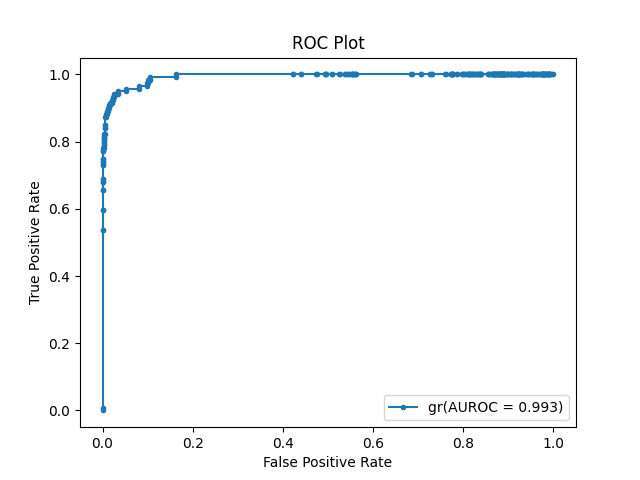 ROC Plot
True Positive Rate
1.0
0.8
0.6
0.4
0.2
0.0
gr(AUROC = 0.993)
0.0 0.2 0.4 0.6 0.8 1.0
False Positive Rate